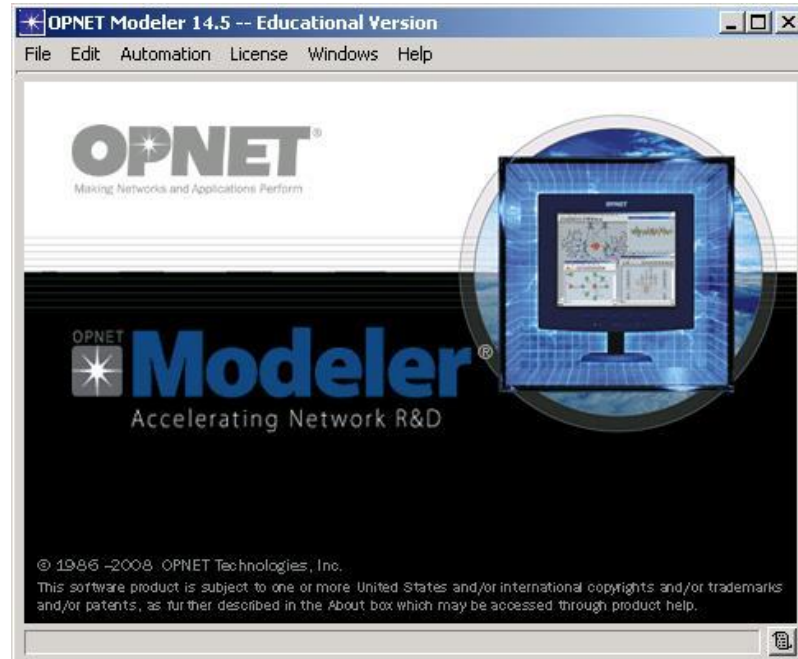 OPNET Modeler 14.5 -- Educational Version
File Edit Automation License Windows Help
OPNET®
Making Networks and Applications Perform
OPNET
OPNET
Modeler®
Accelerating Network R&D
© 1986 –2008 OPNET Technologies, Inc.
This software product is subject to one or more United States and/or international copyrights and/or trademarks
and/or patents, as further described in the About box which may be accessed through product help.